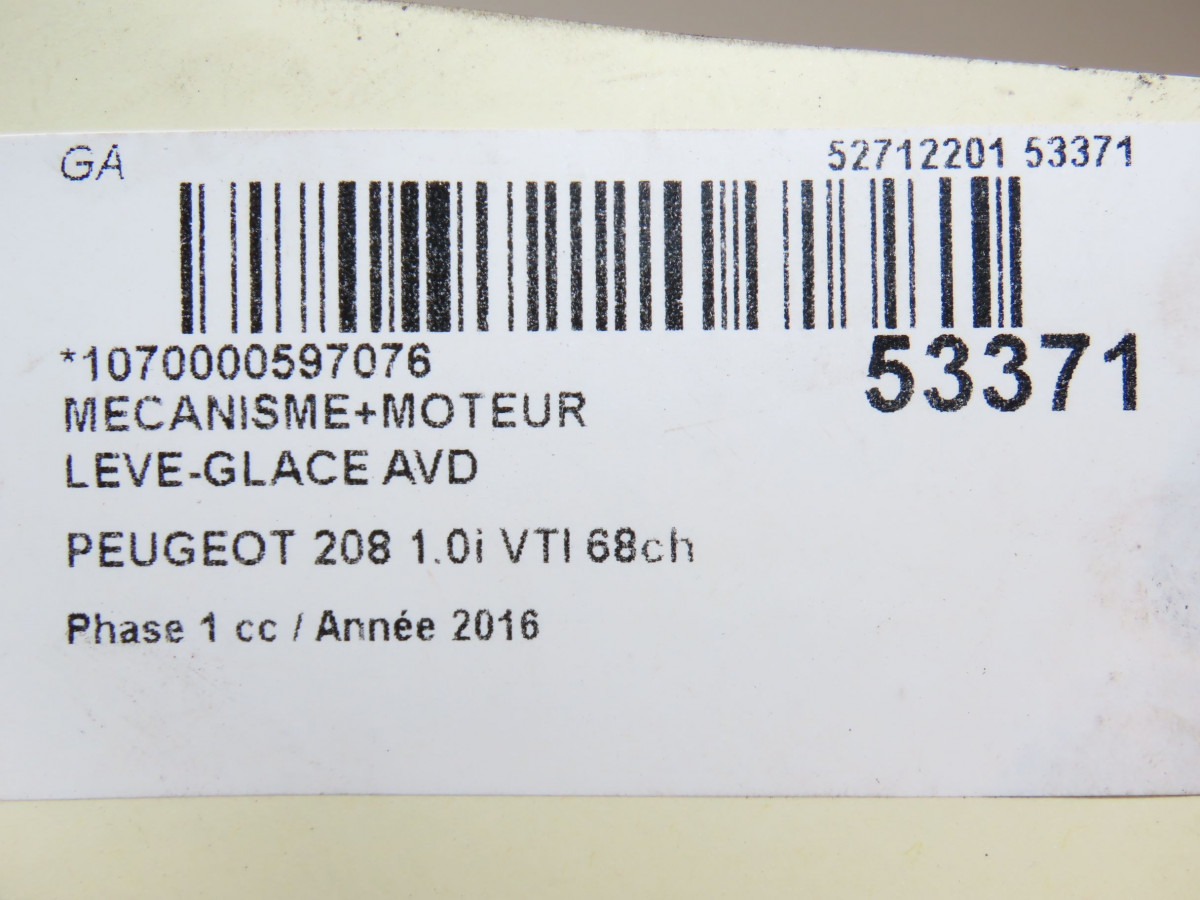 GA
52712201 53371
*1070000597076
53371
MECANISME+MOTEUR
LEVE-GLACE AVD
PEUGEOT 208 1.0i VTI 68ch
Phase 1 cc / Année 2016